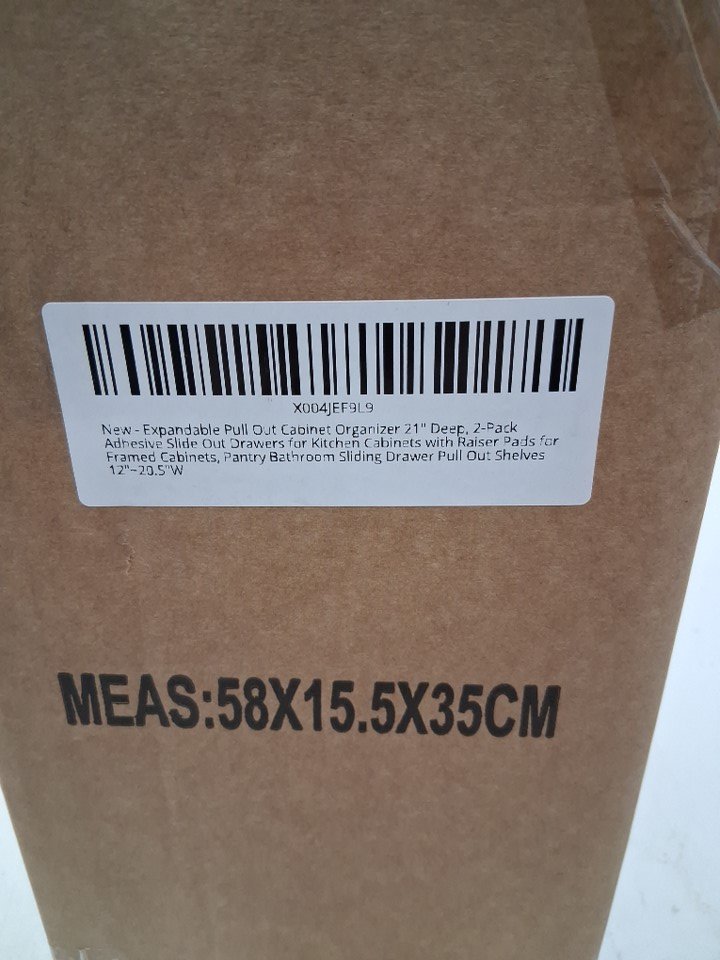 X004JEF9L9
New - Expandable Pull Out Cabinet Organizer 21" Deep, 2-Pack
Adhesive Slide Out Drawers for Kitchen Cabinets with Raiser Pads for
Framed Cabinets, Pantry Bathroom Sliding Drawer Pull Out Shelves
12"~20.5"W
MEAS:58X15.5X35CM